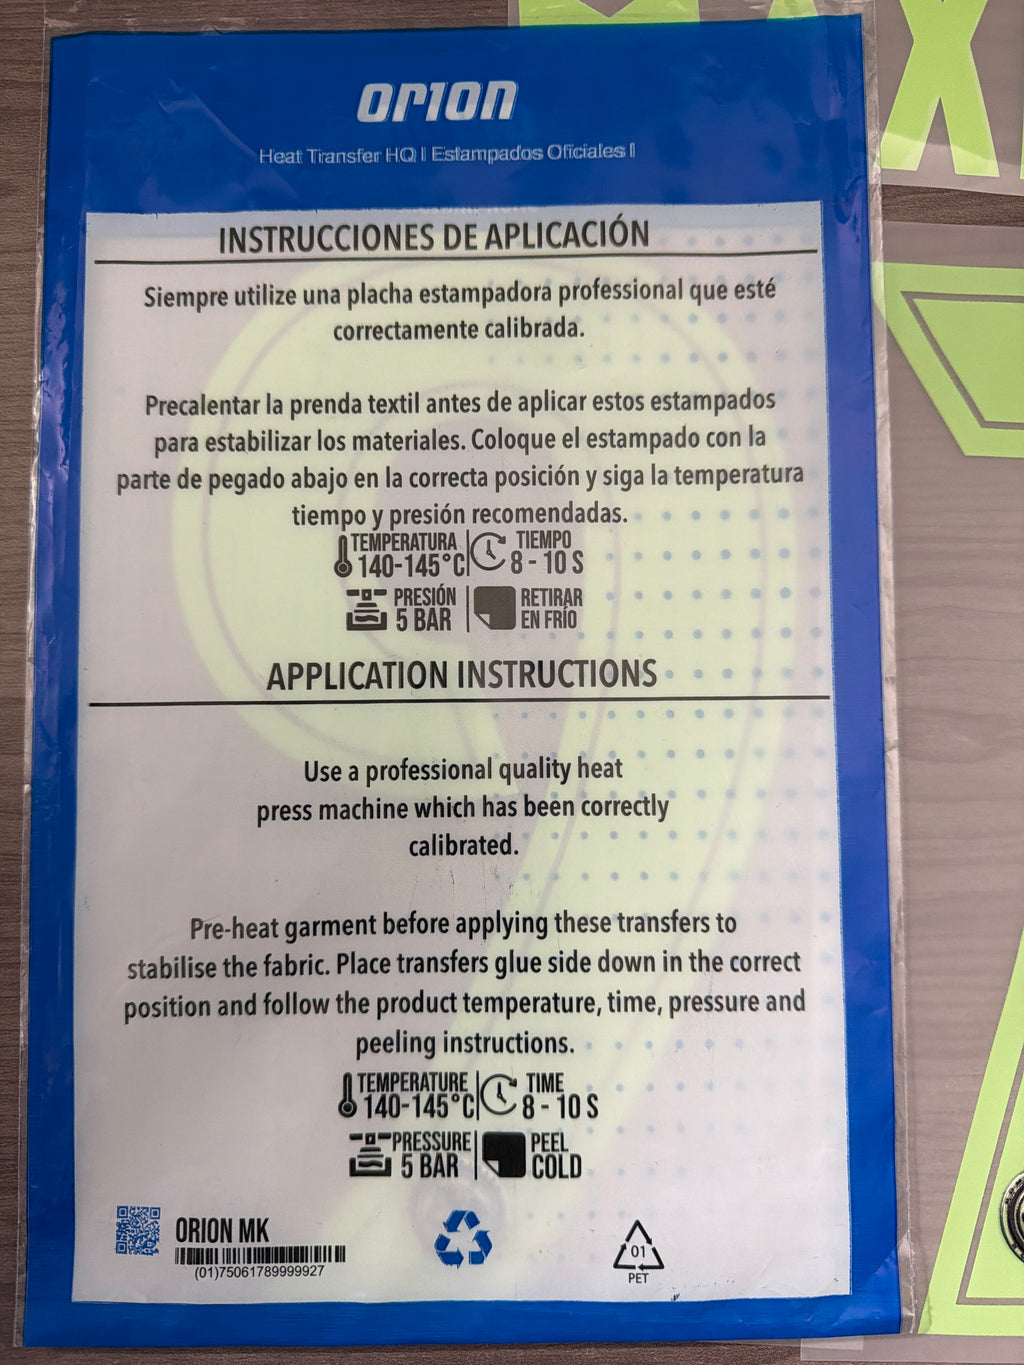 orion
Heat Transfer HQ | Estampados Oficiales |
INSTRUCCIONES DE APLICACIÓN
Siempre utilize una placha estampadora professional que esté
correctamente calibrada.
Precalentar la prenda textil antes de aplicar estos estampados
para estabilizar los materiales. Coloque el estampado con la
parte de pegado abajo en la correcta posición y siga la temperatura
tiempo y presión recomendadas.
TEMPERATURA
140-145°C
TIEMPO
8 - 10 S
PRESIÓN
5 BAR
RETIRAR
EN FRÍO
APPLICATION INSTRUCTIONS
Use a professional quality heat
press machine which has been correctly
calibrated.
Pre-heat garment before applying these transfers to
stabilise the fabric. Place transfers glue side down in the correct
position and follow the product temperature, time, pressure and
peeling instructions.
TEMPERATURE
140-145°C
TIME
8 - 10 S
PRESSURE
5 BAR
PEEL
COLD
ORION MK
(01)75061789999927
01
PET